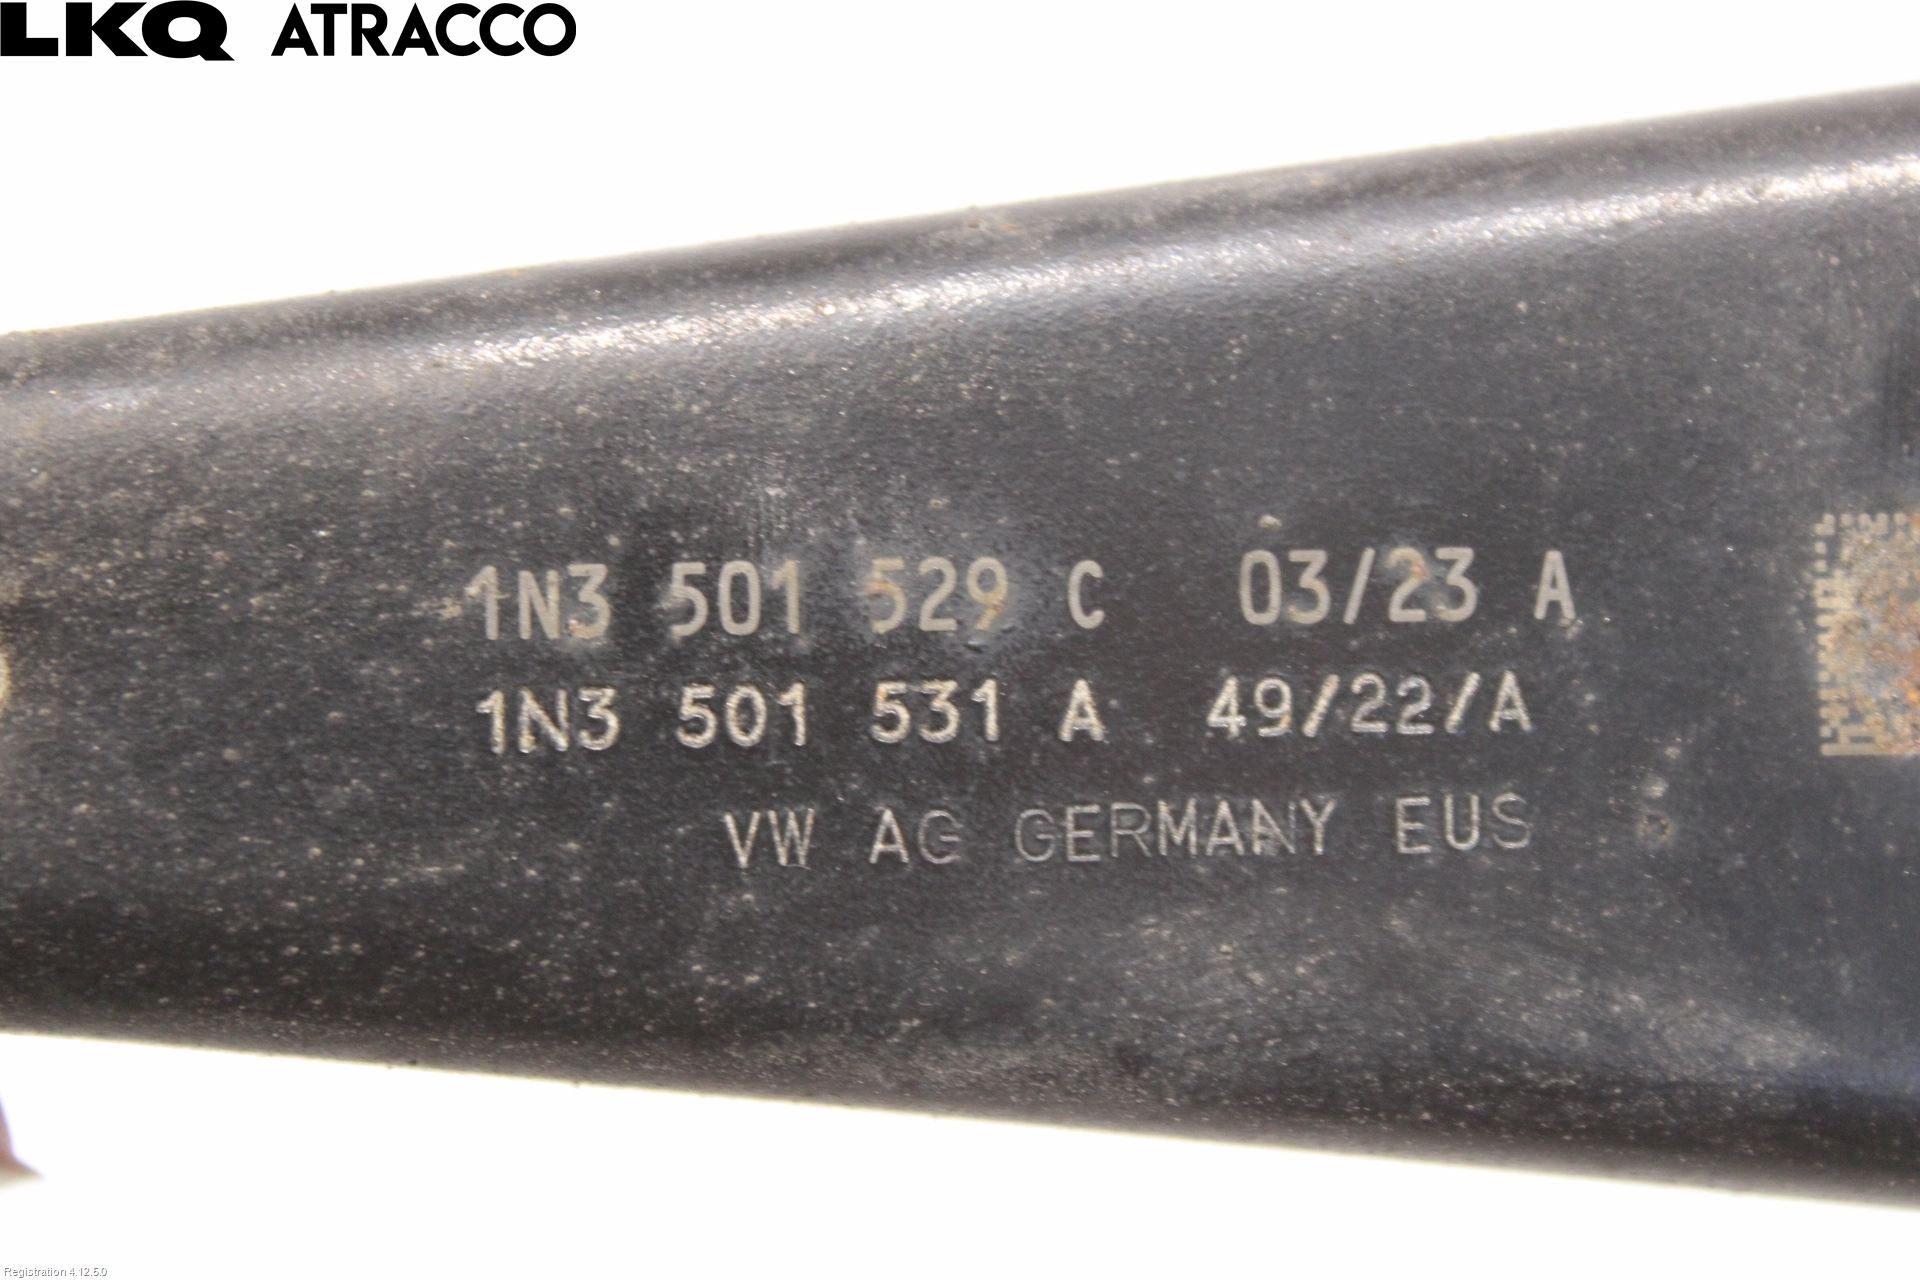 LKQ ATRACCO
1N3 501 529 C 03/23 A
1N3 501 531 A 49/22/A
VW AG GERMANY EUS
Registration 4.12.5.0